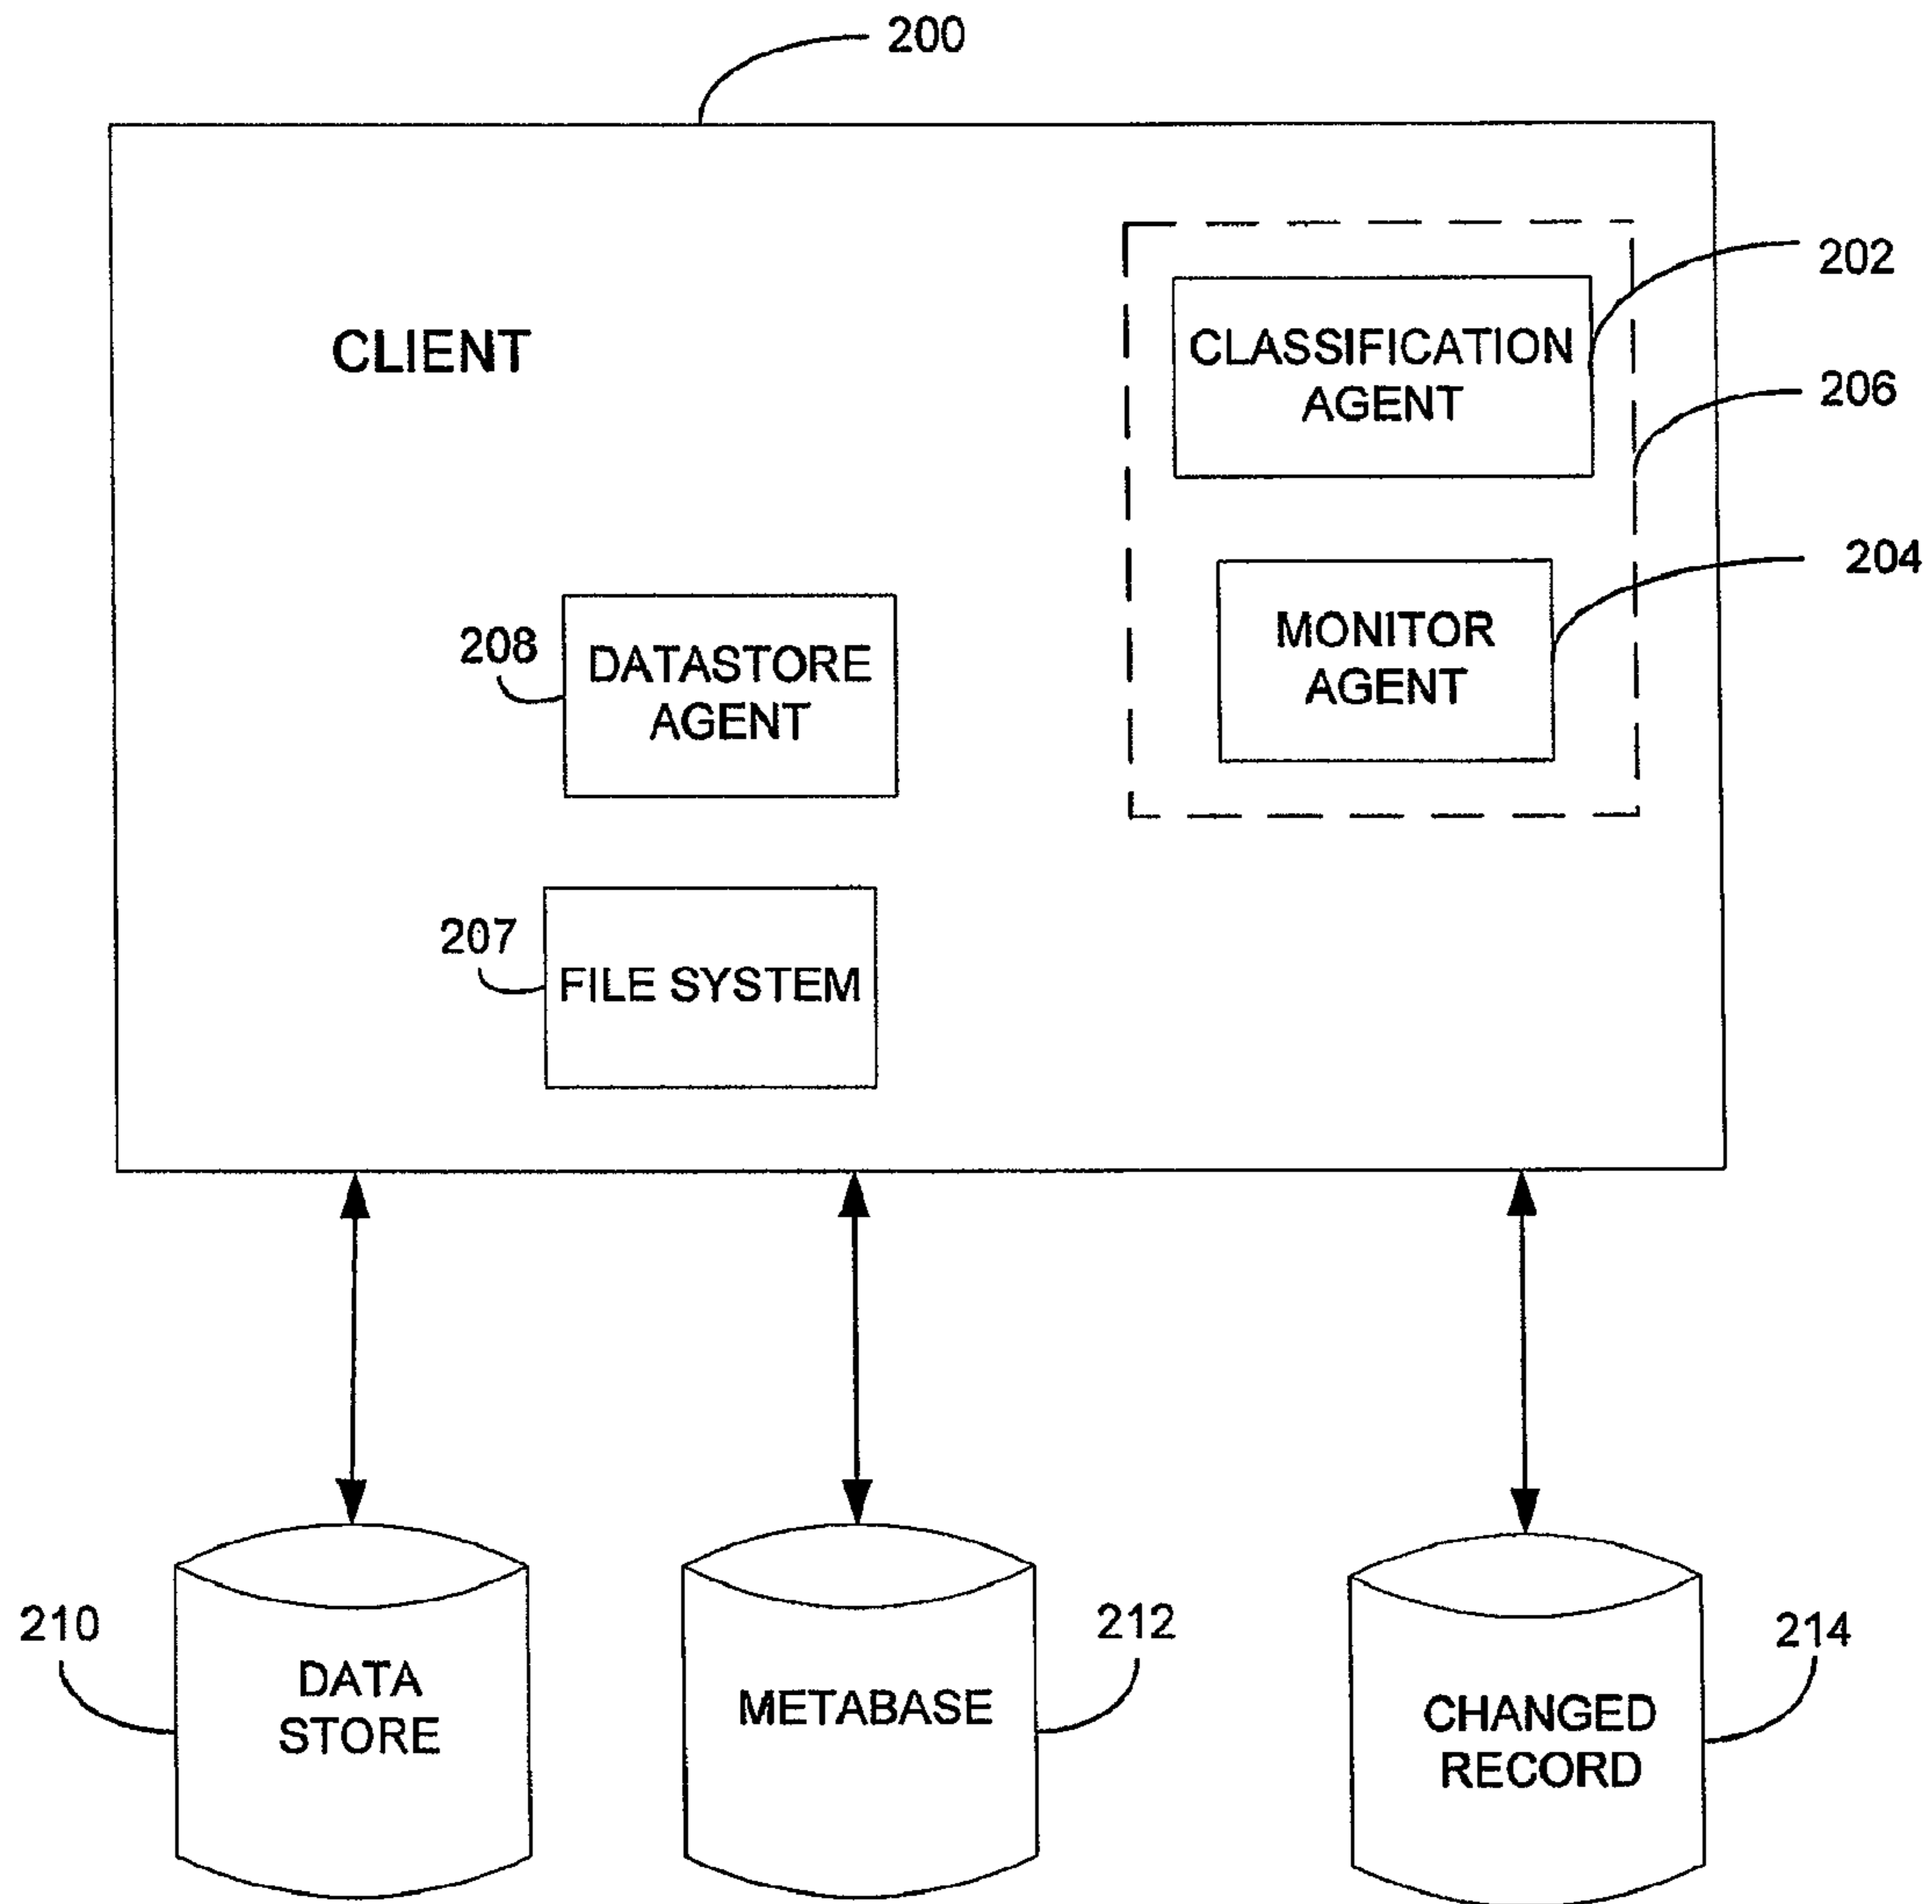 200
CLIENT
CLASSIFICATION
AGENT
202
206
MONITOR
AGENT
204
208
DATASTORE
AGENT
207
FILE SYSTEM
210
DATA
STORE
METABASE
212
CHANGED
RECORD
214